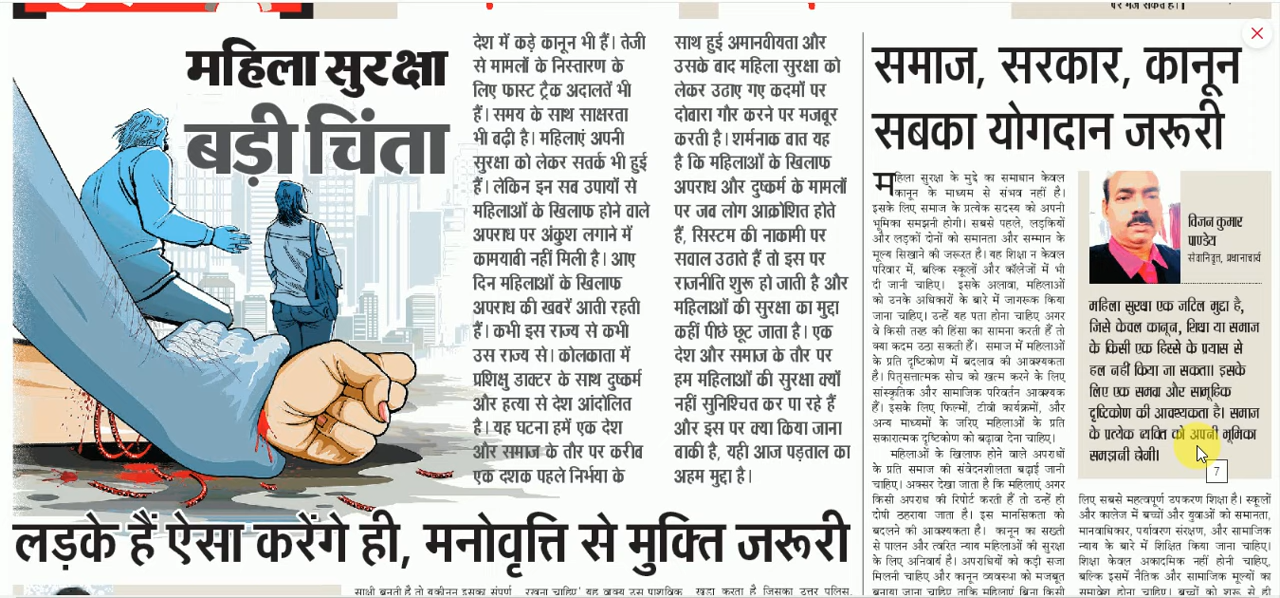 पर मजे सकते हैं।
महिला सुरक्षा
बड़ी चिंता
देश में कड़े कानून भी हैं। तेजी
से मामलों के निस्तारण के
लिए फास्ट ट्रैक अदालतें भी
हैं। समय के साथ साक्षरता
भी बढ़ी है। महिलाएं अपनी
सुरक्षा को लेकर सतर्क भी हुई
हैं। लेकिन इन सब उपायों से
महिलाओं के खिलाफ होने वाले
अपराध पर अंकुश लगाने में
कामयाबी नहीं मिली है। आए
दिन महिलाओं के खिलाफ
अपराध की खबरें आती रहती
हैं। कभी इस राज्य से कभी
उस राज्य से। कोलकाता में
प्रशिक्षु डाक्टर के साथ दुष्कर्म
और हत्या से देश आंदोलित
है। यह घटना हमें एक देश
और समाज के तौर पर करीब
एक दशक पहले निर्भया के
साथ हुई अमानवीयता और
उसके बाद महिला सुरक्षा को
लेकर उठाए गए कदमों पर
दोबारा गौर करने पर मजबूर
करती है। शर्मनाक बात यह
है कि महिलाओं के खिलाफ
अपराध और दुष्कर्म के मामलों
पर जब लोग आक्रोशित होते
हैं, सिस्टम की नाकामी पर
सवाल उठाते हैं तो इस पर
राजनीति शुरू हो जाती है और
महिलाओं की सुरक्षा का मुद्दा
कहीं पीछे छूट जाता है। एक
देश और समाज के तौर पर
हम महिलाओं की सुरक्षा क्यों
नहीं सुनिश्चित कर पा रहे हैं
और इस पर क्या किया जाना
बाकी है, यही आज पड़ताल का
अहम मुद्दा है।
लड़के हैं ऐसा करेंगे ही, मनोवृत्ति से मुक्ति जरूरी
समाज, सरकार, कानून
सबका योगदान जरूरी
महिला सुरक्षा के मुद्दे का समाधान केवल
कानून के माध्यम से संभव नहीं है।
इसके लिए समाज के प्रत्येक सदस्य को अपनी
भूमिका समझनी होगी। सबसे पहले, लड़कियों
और लड़कों दोनों को समानता और सम्मान के
मूल्य सिखाने की जरूरत है। यह शिक्षा न केवल
परिवार में, बल्कि स्कूलों और कॉलेजों में भी
दी जानी चाहिए। इसके अलावा, महिलाओं
को उनके अधिकारों के बारे में जागरूक किया
जाना चाहिए। उन्हें यह पता होना चाहिए अगर
वे किसी तरह की हिंसा का सामना करती हैं तो
क्या कदम उठा सकती हैं। समाज में महिलाओं
के प्रति दृष्टिकोण में बदलाव की आवश्यकता
है। पितृसत्तात्मक सोच को खत्म करने के लिए
सांस्कृतिक और सामाजिक परिवर्तन आवश्यक
हैं। इसके लिए फिल्मों, टीवी कार्यक्रमों, और
अन्य माध्यमों के जरिए महिलाओं के प्रति
सकारात्मक दृष्टिकोण को बढ़ावा देना चाहिए।
महिलाओं के खिलाफ होने वाले अपराधों
के प्रति समाज को संवेदनशीलता बढ़ाई जानी
चाहिए। अक्सर देखा जाता है कि महिलाएं अगर
किसी अपराध की रिपोर्ट करती हैं तो उन्हें ही
दोषी ठहराया जाता है। इस मानसिकता को
बदलने की आवश्यकता है। कानून का सख्ती
से पालन और त्वरित न्याय महिलाओं की सुरक्षा
के लिए अनिवार्य है। अपराधियों को कड़ी सजा
मिलनी चाहिए और कानून व्यवस्था को मजबूत
बनाया जाना चाहिए ताकि महिलाएं बिना किसी
विजन कुमार
पाण्डेय
सेवानिवृत्त, प्रधानाचार्य
महिला सुरक्षा एक जटिल मुद्दा है,
जिसे केवल कानून, शिक्षा या समाज
के किसी एक हिस्से के प्रयास से
हल नहीं किया जा सकता। इसके
लिए एक समग्र और सामूहिक
दृष्टिकोण की आवश्यकता है। समाज
के प्रत्येक व्यक्ति को अपनी भूमिका
समझनी होगी।
7
लिए सबसे महत्वपूर्ण उपकरण शिक्षा है। स्कूलों
और कालेज में बच्चों और युवाओं को समानता,
मानवाधिकार, पर्यावरण संरक्षण, और सामाजिक
न्याय के बारे में शिक्षित किया जाना चाहिए।
शिक्षा केवल अकादमिक नहीं होनी चाहिए,
बल्कि इसमें नैतिक और सामाजिक मूल्यों का
समावेश होना चाहिए। बच्चों को शुरू से ही